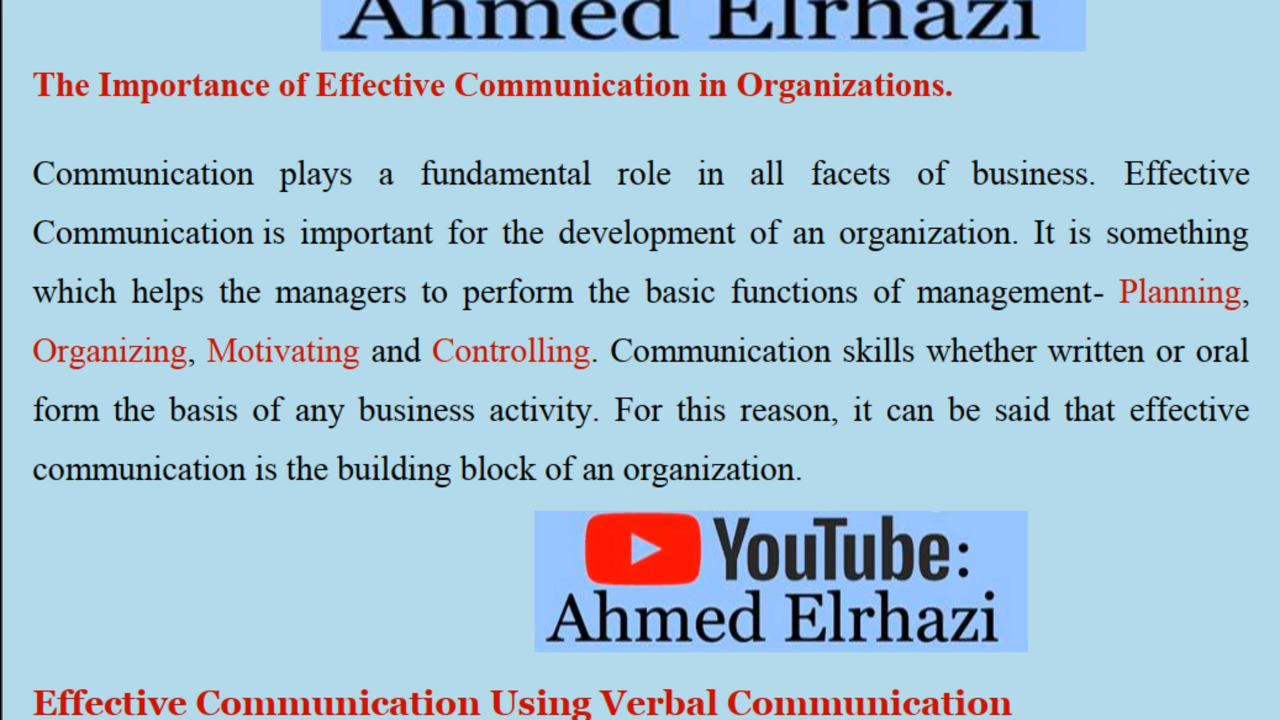 Ahmed Elrhazi
The Importance of Effective Communication in Organizations.
Communication plays a fundamental role in all facets of business. Effective
Communication is important for the development of an organization. It is something
which helps the managers to perform the basic functions of management- Planning,
Organizing, Motivating and Controlling. Communication skills whether written or oral
form the basis of any business activity. For this reason, it can be said that effective
communication is the building block of an organization.
YouTube:
Ahmed Elrhazi
Effective Communication Using Verbal Communication